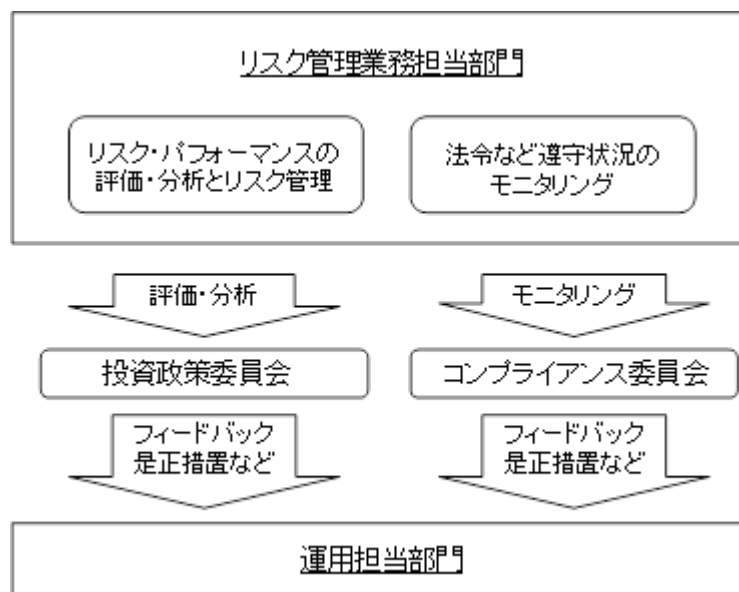 リスク管理業務担当部門
リスク・パフォーマンスの
評価・分析とリスク管理
法令など遵守状況の
モニタリング
評価・分析
モニタリング
投資政策委員会
コンプライアンス委員会
フィードバック
是正措置など
フィードバック
是正措置など
運用担当部門